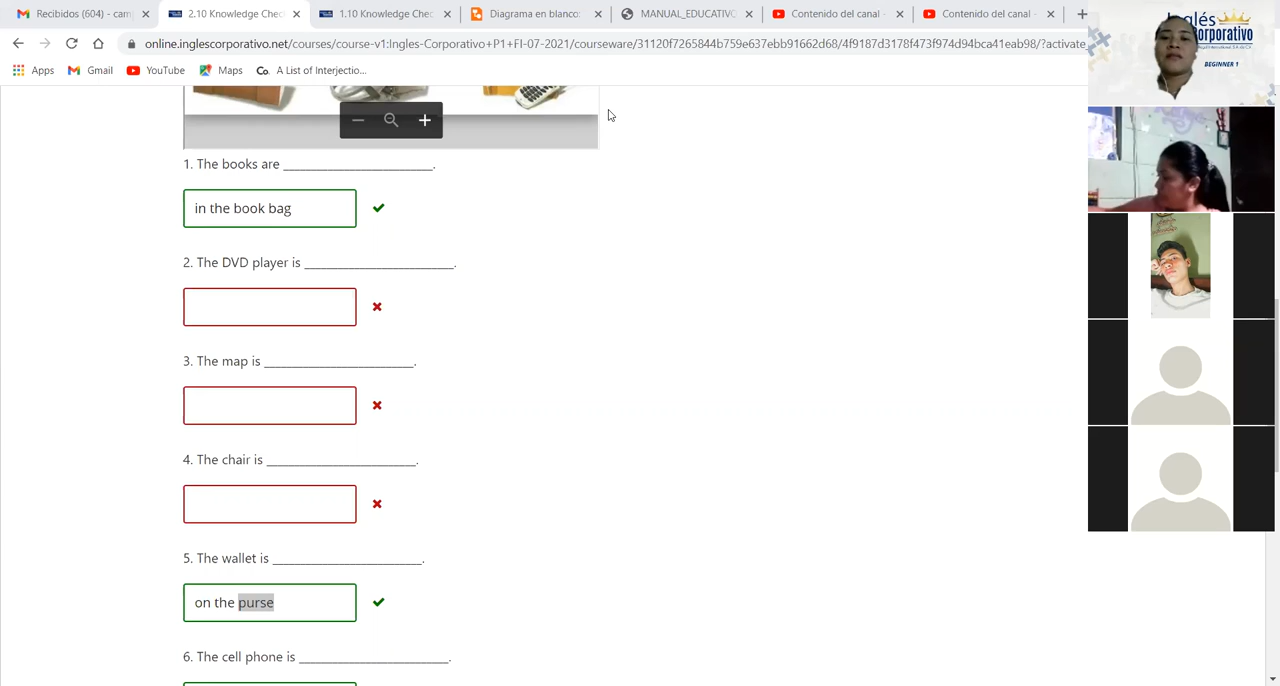 Recibidos (604) - cam
2.10 Knowledge Chec
1.10 Knowledge Chec
Diagrama en blanco:
MANUAL_EDUCATIVO
Contenido del canal -
Contenido del canal -
online.inglescorporativo.net/courses/course-v1:Ingles-Corporativo+P1+FI-07-2021/courseware/31120f7265844b759e637ebb91662d68/4f9187d3178f473f974d94bca41eab98/?activate
Apps
Gmail
YouTube
Maps
Co.
A List of Interjectio...
Inglés
Corporativo
BEGINNER 1
1. The books are ____________________.
in the book bag
2. The DVD player is ____________________.
3. The map is ____________________.
4. The chair is ____________________.
5. The wallet is ____________________.
on the purse
6. The cell phone is ____________________.